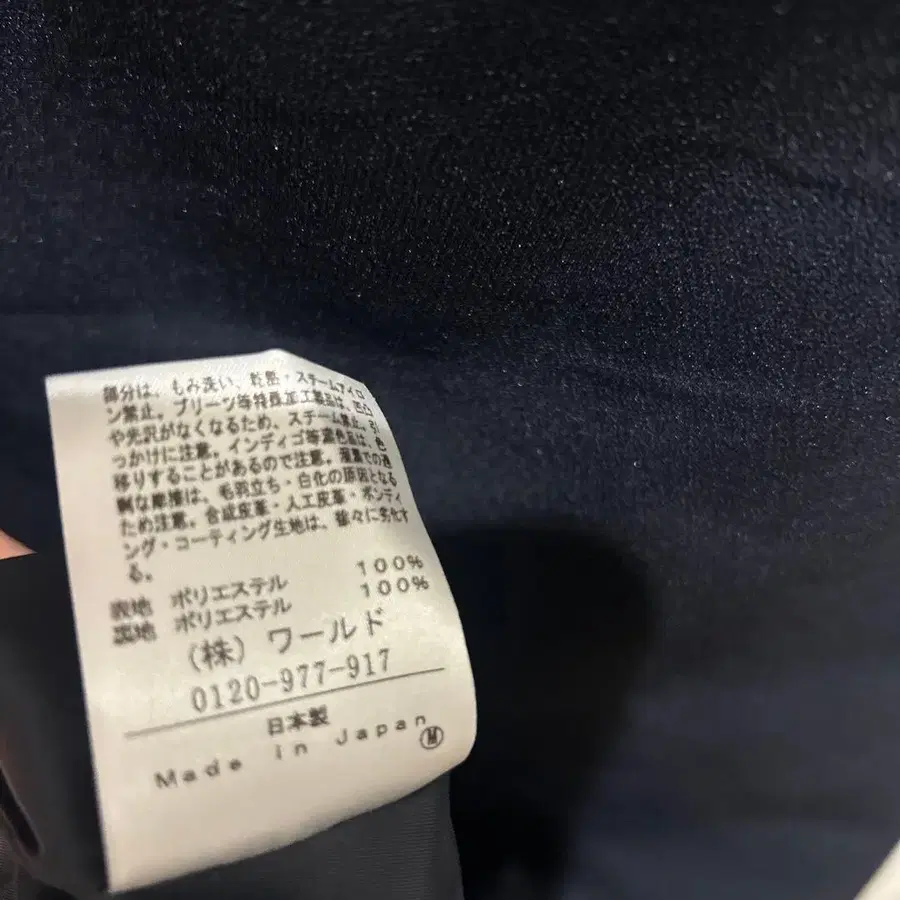 部分は、もみ洗い、乾熱・スチームアイロ
ン禁止。プリーツ等特殊加工製品は、凹凸
や光沢がなくなるため、スチーム禁止。引
っかけに注意。インディゴ等濃色品は、色
移りすることがあるので注意。湿潤での過
剰な摩擦は、毛羽立ち・白化の原因となる
ため注意。合成皮革・人工皮革・ボンディ
ング・コーティング生地は、徐々に劣化す
る。
表地 ポリエステル 100%
裏地 ポリエステル 100%
(株) ワールド
0120-977-917
日本製
Made in Japan
M